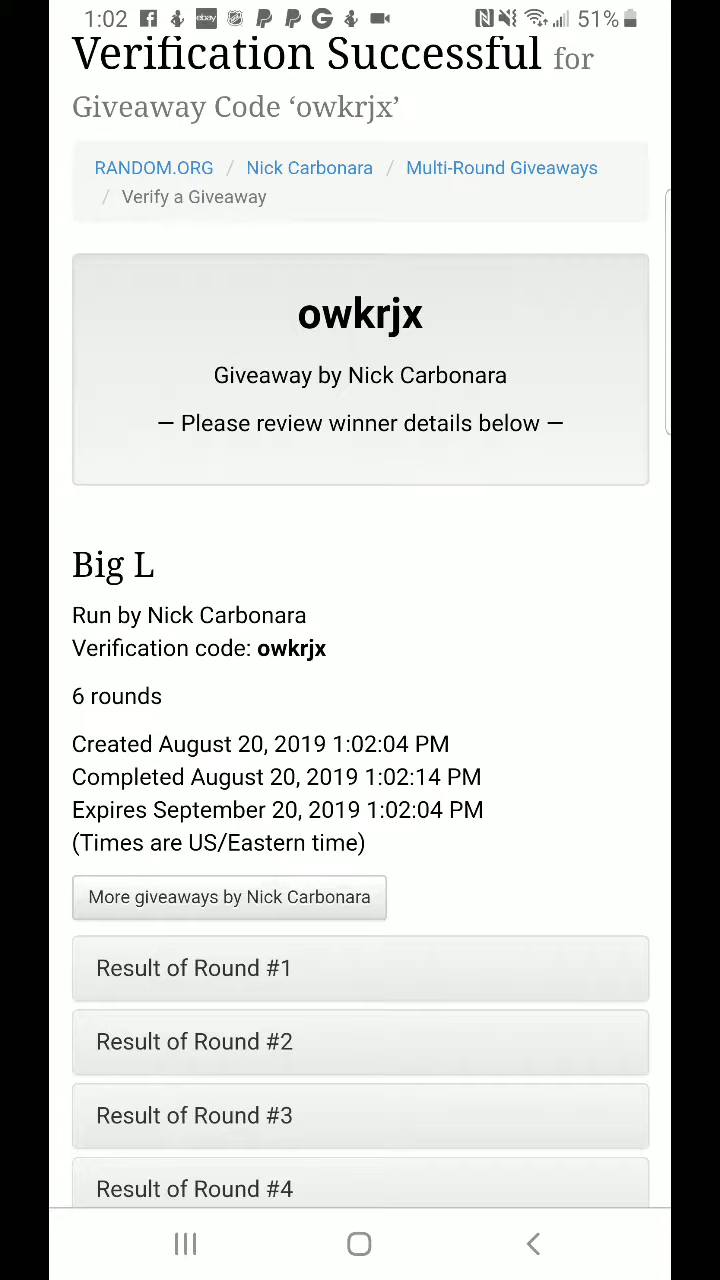 1:02 51%
Verification Successful for
Giveaway Code ‘owkrjx’
RANDOM.ORG / Nick Carbonara / Multi-Round Giveaways
/ Verify a Giveaway
owkrjx
Giveaway by Nick Carbonara
— Please review winner details below —
Big L
Run by Nick Carbonara
Verification code: owkrjx
6 rounds
Created August 20, 2019 1:02:04 PM
Completed August 20, 2019 1:02:14 PM
Expires September 20, 2019 1:02:04 PM
(Times are US/Eastern time)
More giveaways by Nick Carbonara
Result of Round #1
Result of Round #2
Result of Round #3
Result of Round #4